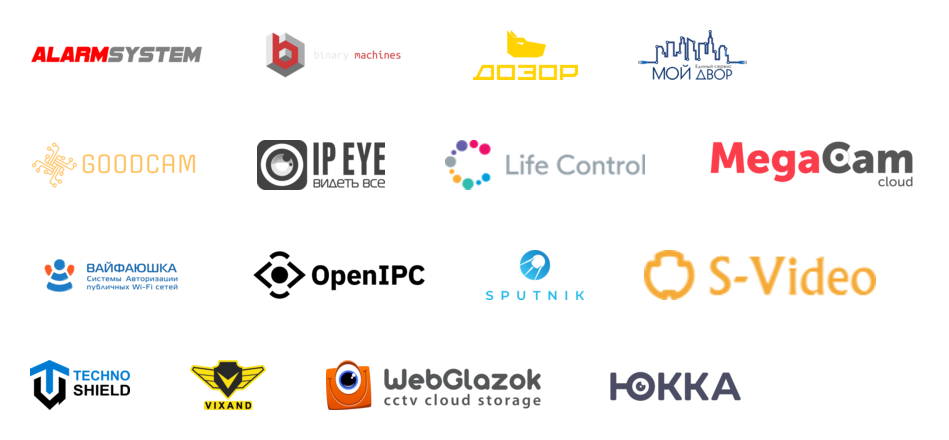 ALARMSYSTEM
binary machines
ДОЗОР
Единый сервис
МОЙ ДВОР
GOODCAM
IP EYE
ВИДЕТЬ ВСЕ
Life Control
MegaCam
cloud
ВАЙФАЮШКА
Системы Авторизации
публичных Wi-Fi сетей
OpenIPC
SPUTNIK
S-Video
TECHNO
SHIELD
VIXAND
WebGlazok
cctv cloud storage
ЮККА